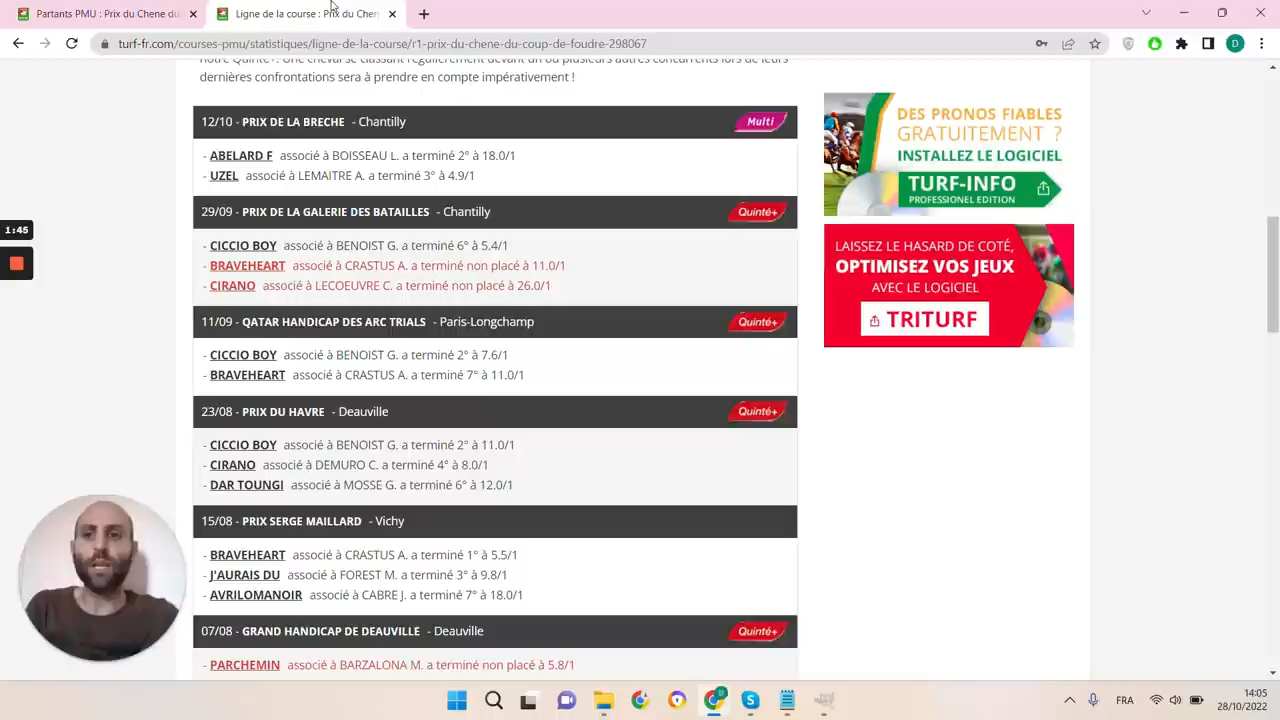 Partants PMU : Stats, No
Ligne de la course : Prix du Chen
turf-fr.com/courses-pmu/statistiques/ligne-de-la-course/r1-prix-du-chene-du-coup-de-foudre-298067
D
dernières confrontations sera à prendre en compte impérativement !
12/10 - PRIX DE LA BRECHE - Chantilly
Multi
- ABELARD F associé à BOISSEAU L. a terminé 2° à 18.0/1
- UZEL associé à LEMAITRE A. a terminé 3° à 4.9/1
29/09 - PRIX DE LA GALERIE DES BATAILLES - Chantilly
Quinté+
- CICCIO BOY associé à BENOIST G. a terminé 6° à 5.4/1
- BRAVEHEART associé à CRASTUS A. a terminé non placé à 11.0/1
- CIRANO associé à LECOEUVRE C. a terminé non placé à 26.0/1
11/09 - QATAR HANDICAP DES ARC TRIALS - Paris-Longchamp
Quinté+
- CICCIO BOY associé à BENOIST G. a terminé 2° à 7.6/1
- BRAVEHEART associé à CRASTUS A. a terminé 7° à 11.0/1
23/08 - PRIX DU HAVRE - Deauville
Quinté+
- CICCIO BOY associé à BENOIST G. a terminé 2° à 11.0/1
- CIRANO associé à DEMURO C. a terminé 4° à 8.0/1
- DAR TOUNGI associé à MOSSE G. a terminé 6° à 12.0/1
15/08 - PRIX SERGE MAILLARD - Vichy
- BRAVEHEART associé à CRASTUS A. a terminé 1° à 5.5/1
- J'AURAIS DU associé à FOREST M. a terminé 3° à 9.8/1
- AVRILOMANOIR associé à CABRE J. a terminé 7° à 18.0/1
07/08 - GRAND HANDICAP DE DEAUVILLE - Deauville
Quinté+
- PARCHEMIN associé à BARZALONA M. a terminé non placé à 5.8/1
DES PRONOS FIABLES
GRATUITEMENT ?
INSTALLEZ LE LOGICIEL
TURF-INFO
PROFESSIONEL EDITION
LAISSEZ LE HASARD DE COTÉ,
OPTIMISEZ VOS JEUX
AVEC LE LOGICIEL
TRITURF
1:45
FRA
14:05
28/10/2022